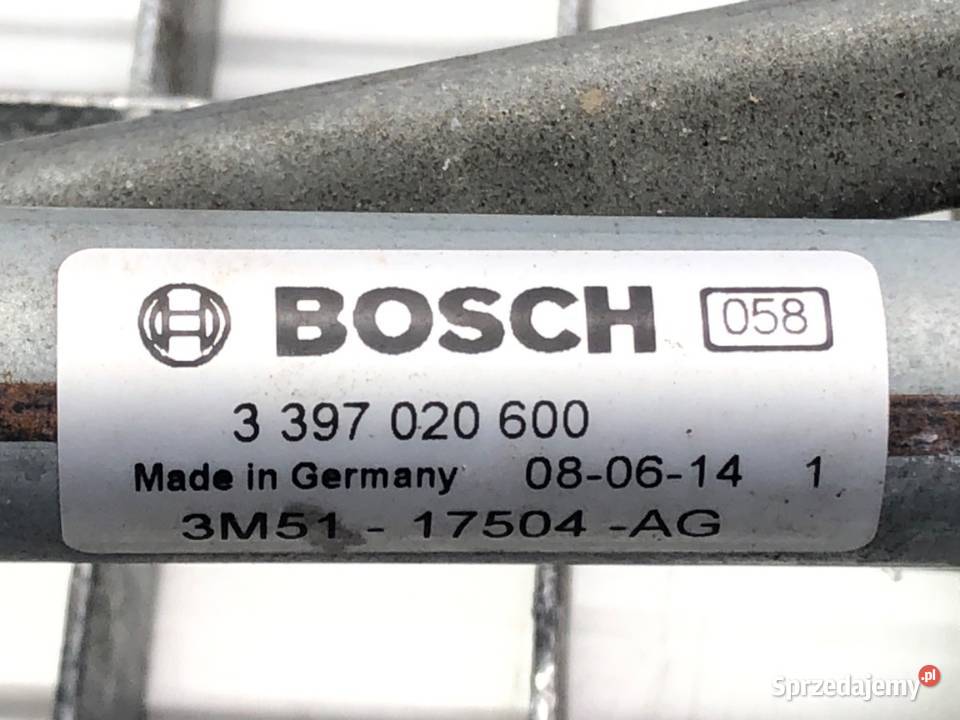 BOSCH 058
3 397 020 600
Made in Germany 08-06-14 1
3M51 - 17504 -AG
Sprzedajemy .pl